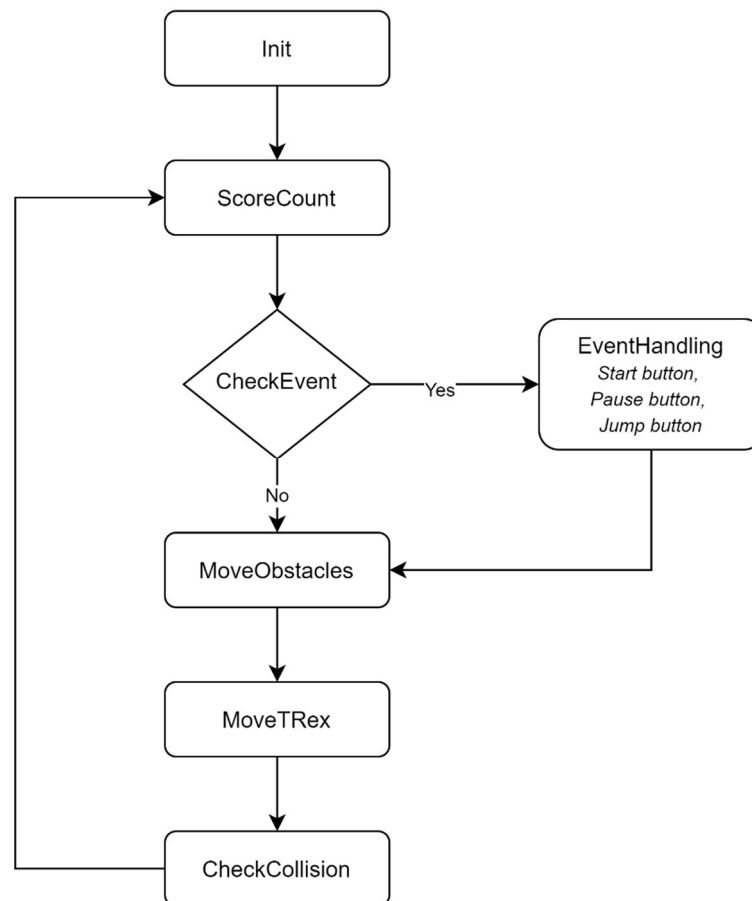 Init
ScoreCount
CheckEvent
Yes
EventHandling
Start button,
Pause button,
Jump button
No
MoveObstacles
MoveTRex
CheckCollision